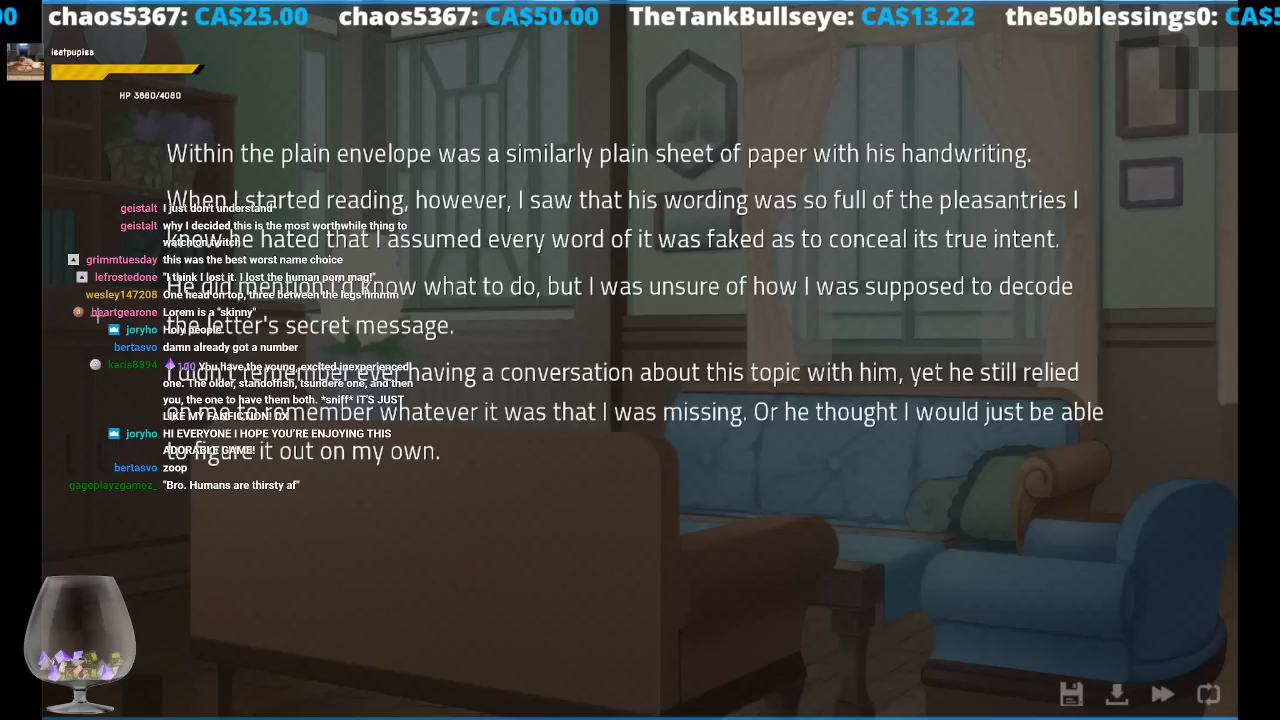 chaos5367: CA$25.00 chaos5367: CA$50.00 TheTankBullseye: CA$13.22 the50blessings0: CA$
HP 3680/4080
Within the plain envelope was a similarly plain sheet of paper with his handwriting.
When I started reading, however, I saw that his wording was so full of the pleasantries I
know he hated that I assumed every word of it was faked as to conceal its true intent.
He did mention I'd know what to do, but I was unsure of how I was supposed to decode
the letter's secret message.
I didn't remember ever having a conversation about this topic with him, yet he still relied
on me to remember whatever it was that I was missing. Or he thought I would just be able
to figure it out on my own.
geistalt I just don't understand
geistalt why I decided this is the most worthwhile thing to
watch on twitch
grimmtuesday this was the best worst name choice
lefrostedone "I think I lost it. I lost the human porn mag!"
wesley147208 One head on top, three between the legs hmmm
heartgearone Lorem is a "skinny"
joryho Holy people
bertasvo damn already got a number
karls8894 100 You have the young, excited inexperienced
one. The older, standoffish, tsundere one, and then
you, the one to have them both. *sniff* IT'S JUST
LIKE MY FANFICTION! DX
joryho HI EVERYONE I HOPE YOU'RE ENJOYING THIS
ADORABLE GAME!
bertasvo zoop
gageplayzgamez_ "Bro. Humans are thirsty af"